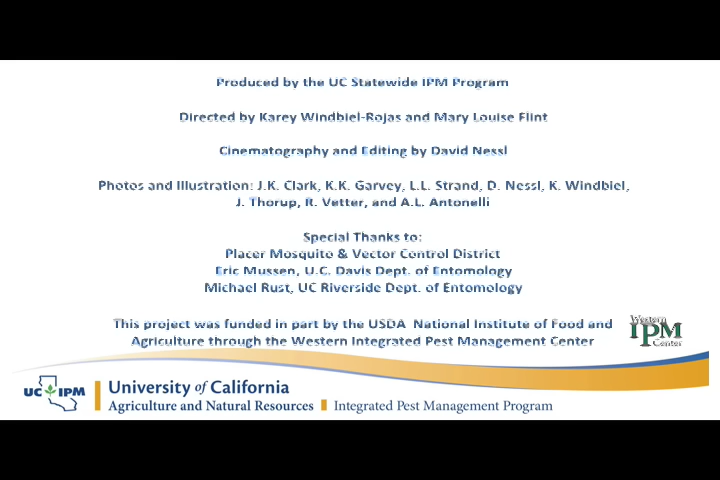 Produced by the UC Statewide IPM Program
Directed by Karey Windbiel-Rojas and Mary Louise Flint
Cinematography and Editing by David Nessl
Photos and Illustration: J.K. Clark, K.K. Garvey, L.L. Strand, D. Nessl, K. Windbiel,
J. Thorup, R. Vetter, and A.L. Antonelli
Special Thanks to:
Placer Mosquito & Vector Control District
Eric Mussen, U.C. Davis Dept. of Entomology
Michael Rust, UC Riverside Dept. of Entomology
This project was funded in part by the USDA National Institute of Food and
Agriculture through the Western Integrated Pest Management Center
Western
IPM
Center
UC IPM
University of California
Agriculture and Natural Resources Integrated Pest Management Program